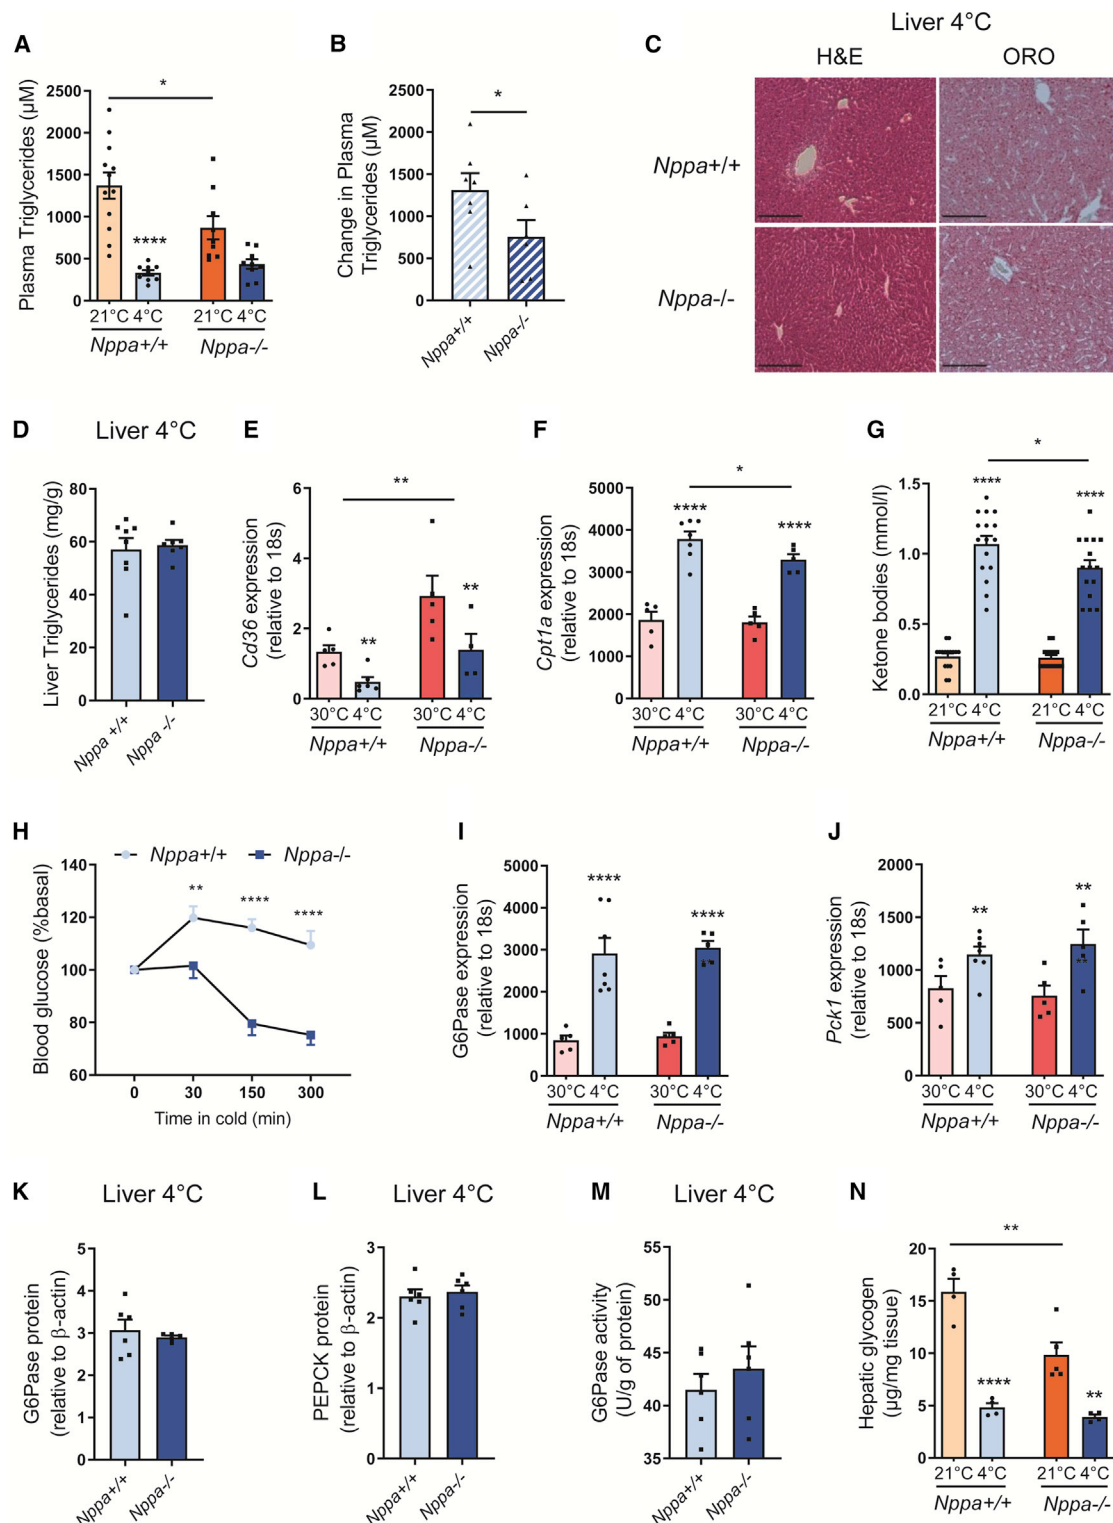 A
Plasma Triglycerides (µM)
2500
2000
1500
1000
500
0
*
****
21°C 4°C 21°C 4°C
Nppa+/+ Nppa-/-
B
Change in Plasma
Triglycerides (µM)
2500
2000
1500
1000
500
0
*
Nppa+/+ Nppa-/-
Liver 4°C
C
H&E ORO
Nppa+/+
Nppa-/-
D Liver 4°C
Liver Triglycerides (mg/g)
80
60
40
20
0
Nppa +/+ Nppa -/-
E
Cd36 expression
(relative to 18s)
6
4
2
0
**
**
**
30°C 4°C 30°C 4°C
Nppa+/+ Nppa-/-
F
Cpt1a expression
(relative to 18s)
5000
4000
3000
2000
1000
0
*
****
****
30°C 4°C 30°C 4°C
Nppa+/+ Nppa-/-
G
Ketone bodies (mmol/l)
1.5
1.0
0.5
0.0
*
****
****
21°C 4°C 21°C 4°C
Nppa+/+ Nppa-/-
H
Nppa+/+ Nppa-/-
Blood glucose (%basal)
140
120
100
80
60
** **** ****
0 30 150 300
Time in cold (min)
I
G6Pase expression
(relative to 18s)
5000
4000
3000
2000
1000
0
****
****
30°C 4°C 30°C 4°C
Nppa+/+ Nppa-/-
J
Pck1 expression
(relative to 18s)
2000
1500
1000
500
0
**
**
30°C 4°C 30°C 4°C
Nppa+/+ Nppa-/-
K Liver 4°C
G6Pase protein
(relative to β-actin)
5
4
3
2
1
0
Nppa+/+ Nppa-/-
L Liver 4°C
PEPCK protein
(relative to β-actin)
3
2
1
0
Nppa+/+ Nppa-/-
M Liver 4°C
G6Pase activity
(U/g of protein)
55
50
45
40
35
Nppa+/+ Nppa-/-
N
Hepatic glycogen
(µg/mg tissue)
20
15
10
5
0
**
****
**
21°C 4°C 21°C 4°C
Nppa+/+ Nppa-/-